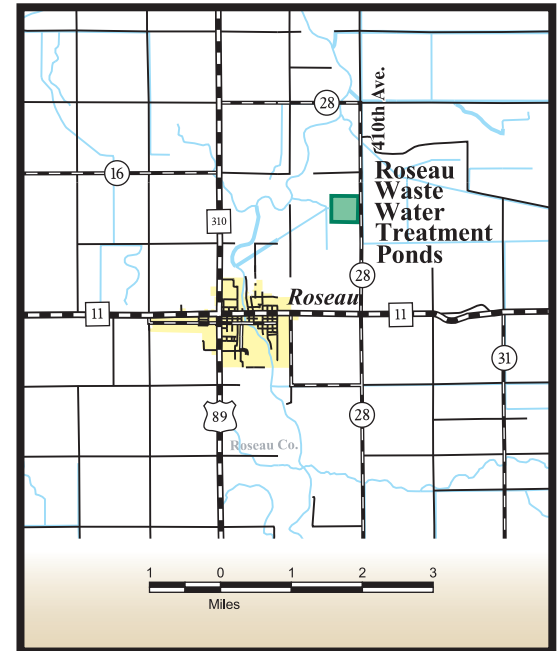 28
410th Ave.
16
Roseau
Waste
Water
Treatment
Ponds
310
28
Roseau
11
11
31
89
28
Roseau Co.
1 0 1 2 3
Miles